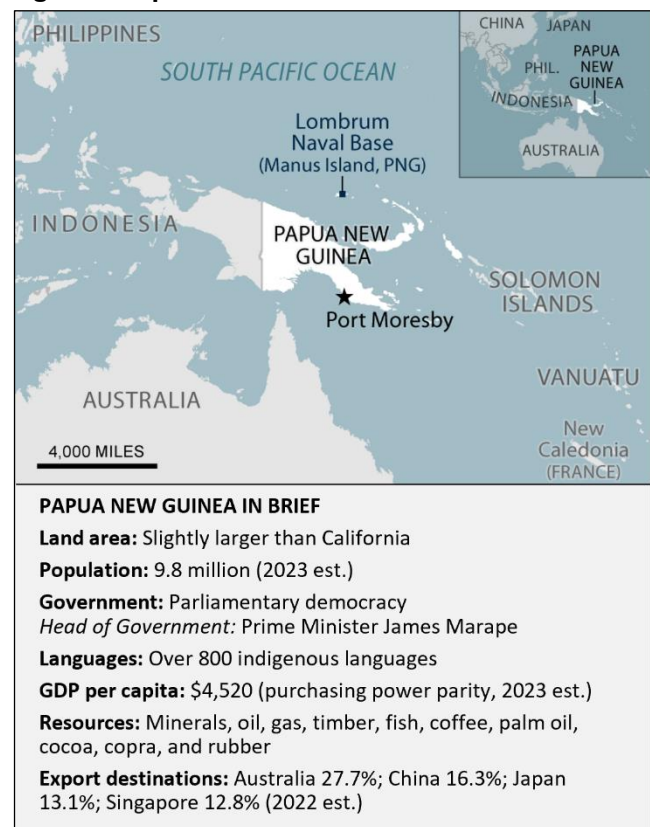 PHILIPPINES
SOUTH PACIFIC OCEAN
CHINA
JAPAN
PHIL.
PAPUA
NEW
GUINEA
INDONESIA
AUSTRALIA
Lombrum
Naval Base
(Manus Island, PNG)
INDONESIA
PAPUA NEW
GUINEA
SOLOMON
ISLANDS
Port Moresby
VANUATU
AUSTRALIA
New
Caledonia
(FRANCE)
4,000 MILES
PAPUA NEW GUINEA IN BRIEF
Land area: Slightly larger than California
Population: 9.8 million (2023 est.)
Government: Parliamentary democracy
Head of Government: Prime Minister James Marape
Languages: Over 800 indigenous languages
GDP per capita: $4,520 (purchasing power parity, 2023 est.)
Resources: Minerals, oil, gas, timber, fish, coffee, palm oil,
cocoa, copra, and rubber
Export destinations: Australia 27.7%; China 16.3%; Japan
13.1%; Singapore 12.8% (2022 est.)